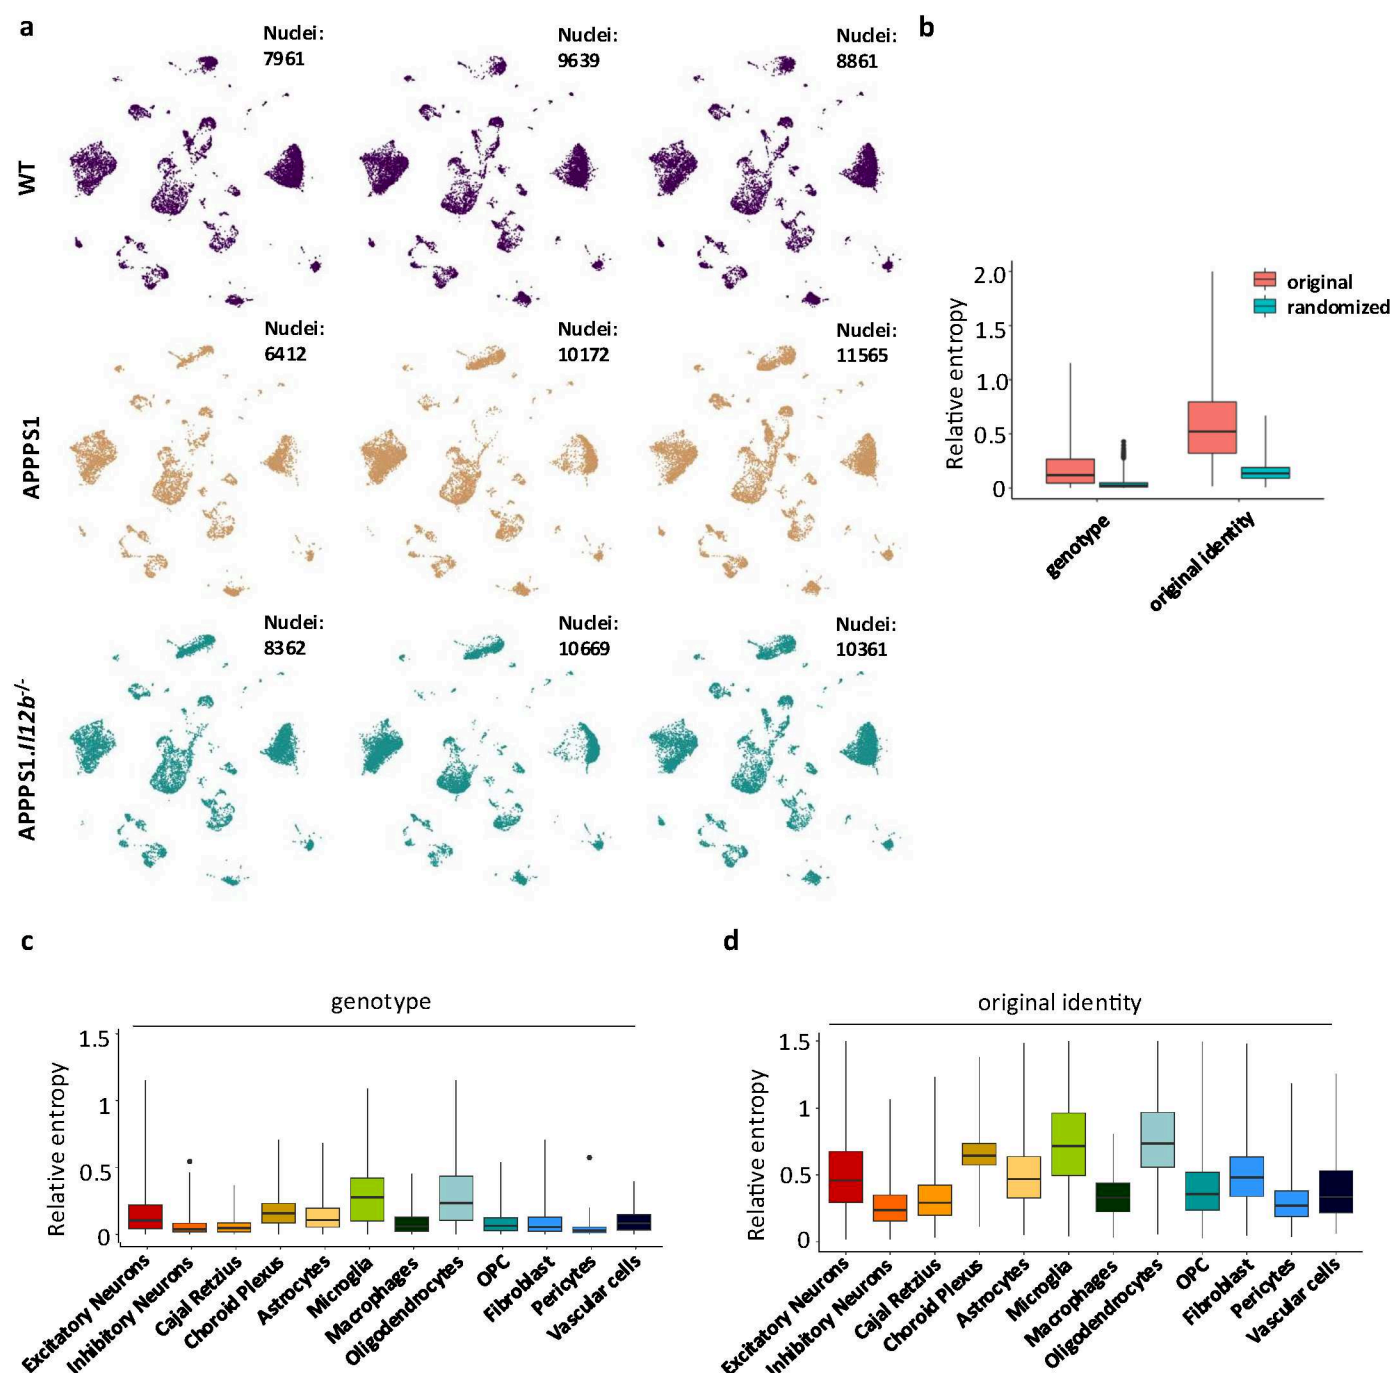 a
Nuclei:
7961
Nuclei:
9639
Nuclei:
8861
WT
Nuclei:
6412
Nuclei:
10172
Nuclei:
11565
APPPS1
Nuclei:
8362
Nuclei:
10669
Nuclei:
10361
APPPS1.Il12b-/-
b
Relative entropy
2.0
1.5
1.0
0.5
0
original
randomized
genotype
original identity
c
genotype
Relative entropy
1.5
1
0.5
0
Excitatory Neurons
Inhibitory Neurons
Cajal Retzius
Choroid Plexus
Astrocytes
Microglia
Macrophages
Oligodendrocytes
OPC
Fibroblast
Pericytes
Vascular cells
d
original identity
Relative entropy
1.5
1
0.5
0
Excitatory Neurons
Inhibitory Neurons
Cajal Retzius
Choroid Plexus
Astrocytes
Microglia
Macrophages
Oligodendrocytes
OPC
Fibroblast
Pericytes
Vascular cells